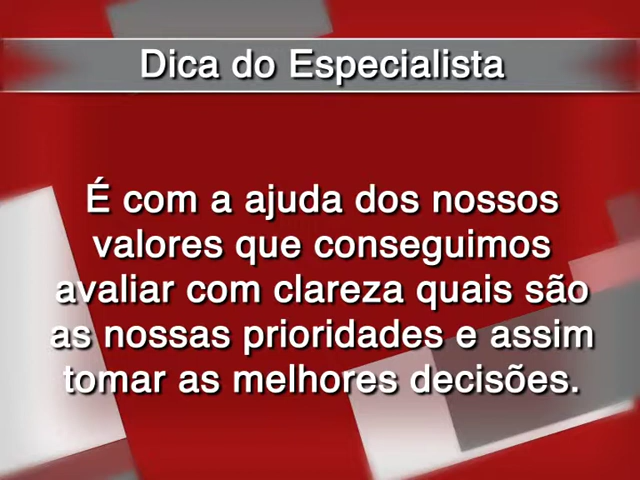 Dica do Especialista
É com a ajuda dos nossos
valores que conseguimos
avaliar com clareza quais são
as nossas prioridades e assim
tomar as melhores decisões.